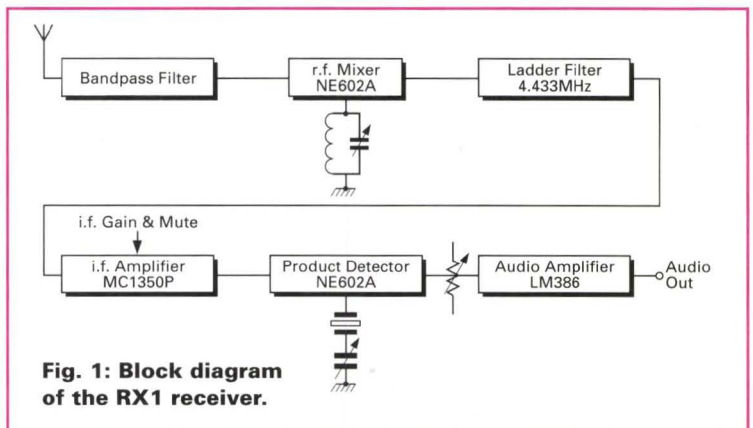 Bandpass Filter
r.f. Mixer
NE602A
Ladder Filter
4.433MHz
i.f. Gain & Mute
i.f. Amplifier
MC1350P
Product Detector
NE602A
Audio Amplifier
LM386
Audio
Out
Fig. 1: Block diagram
of the RX1 receiver.